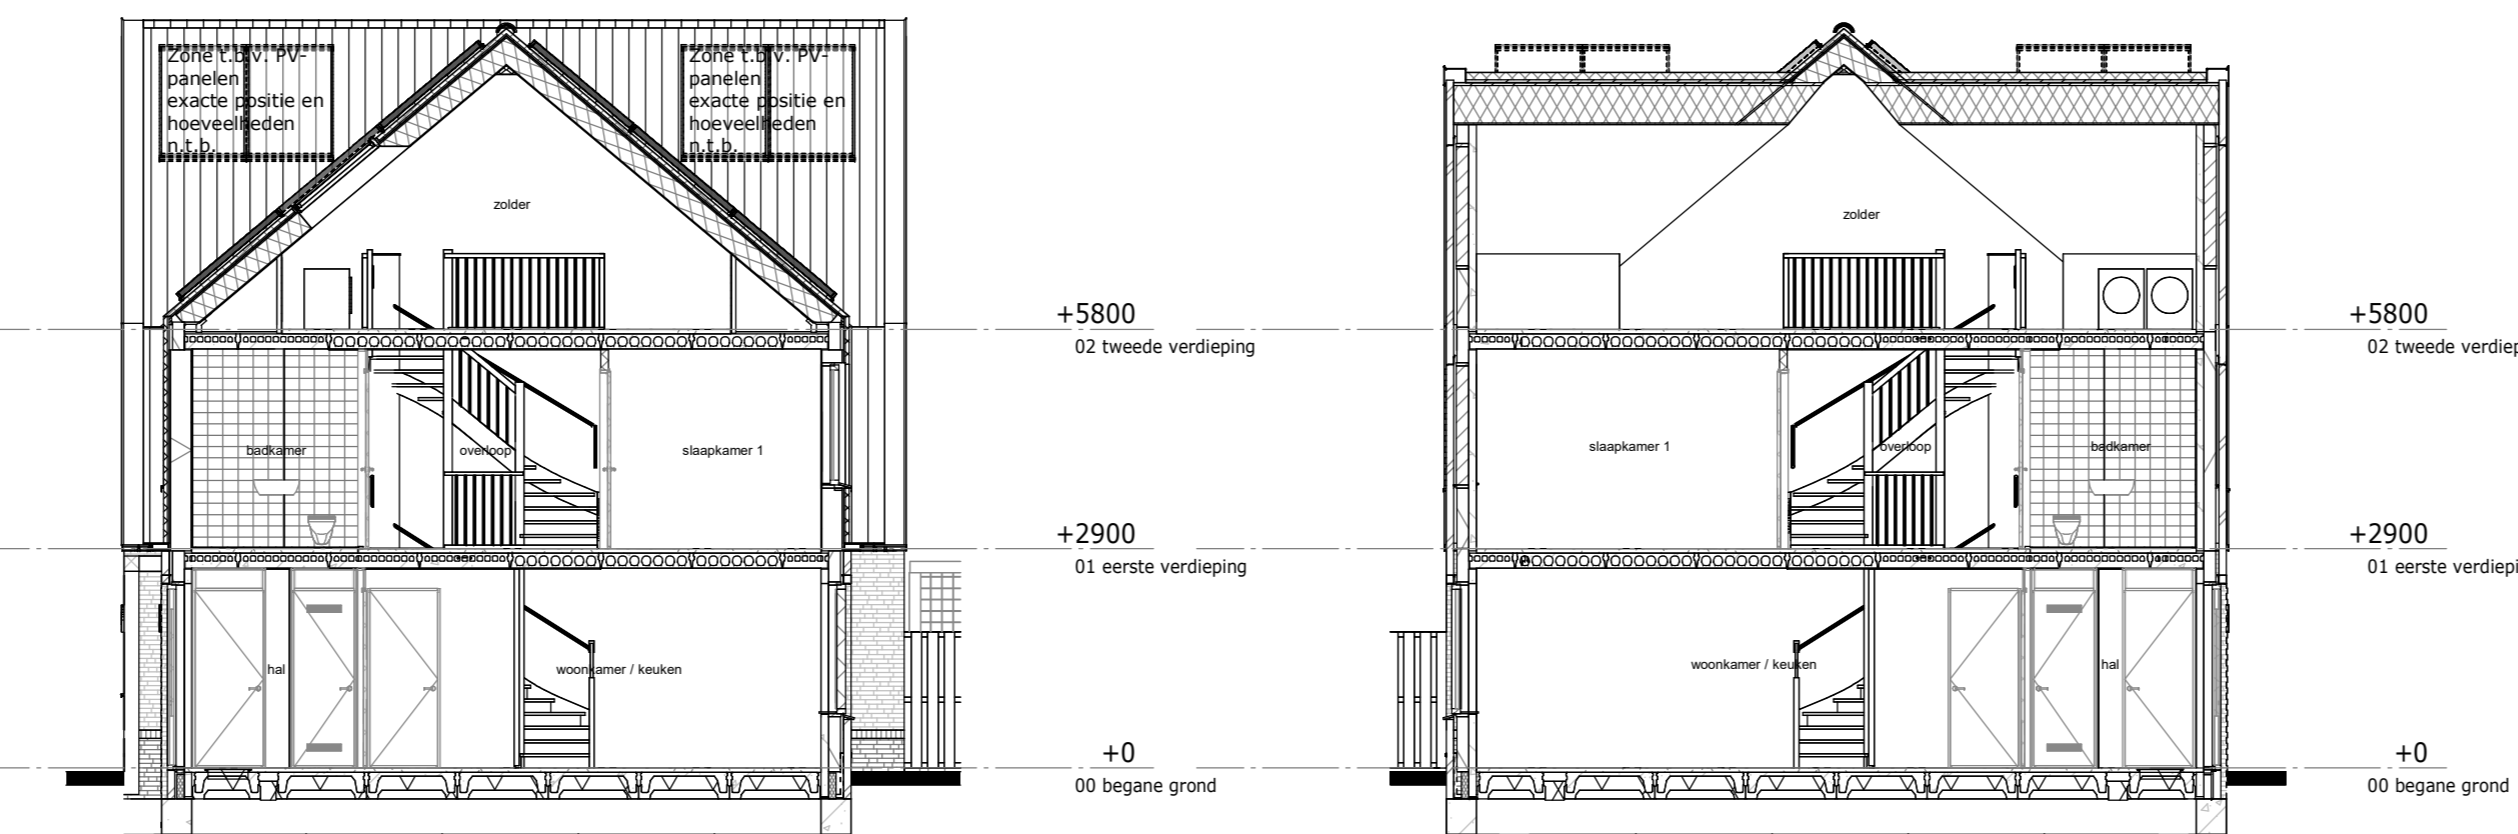 Zone t.b.v. PV-
panelen
exacte positie en
hoeveelheden
n.t.b.
Zone t.b.v. PV-
panelen
exacte positie en
hoeveelheden
n.t.b.
zolder
badkamer
overloop
slaapkamer 1
hal
woonkamer / keuken
+5800
02 tweede verdieping
+2900
01 eerste verdieping
+0
00 begane grond
zolder
slaapkamer 1
overloop
badkamer
woonkamer / keuken
hal
+5800
02 tweede verdiep
+2900
01 eerste verdiepi
+0
00 begane grond